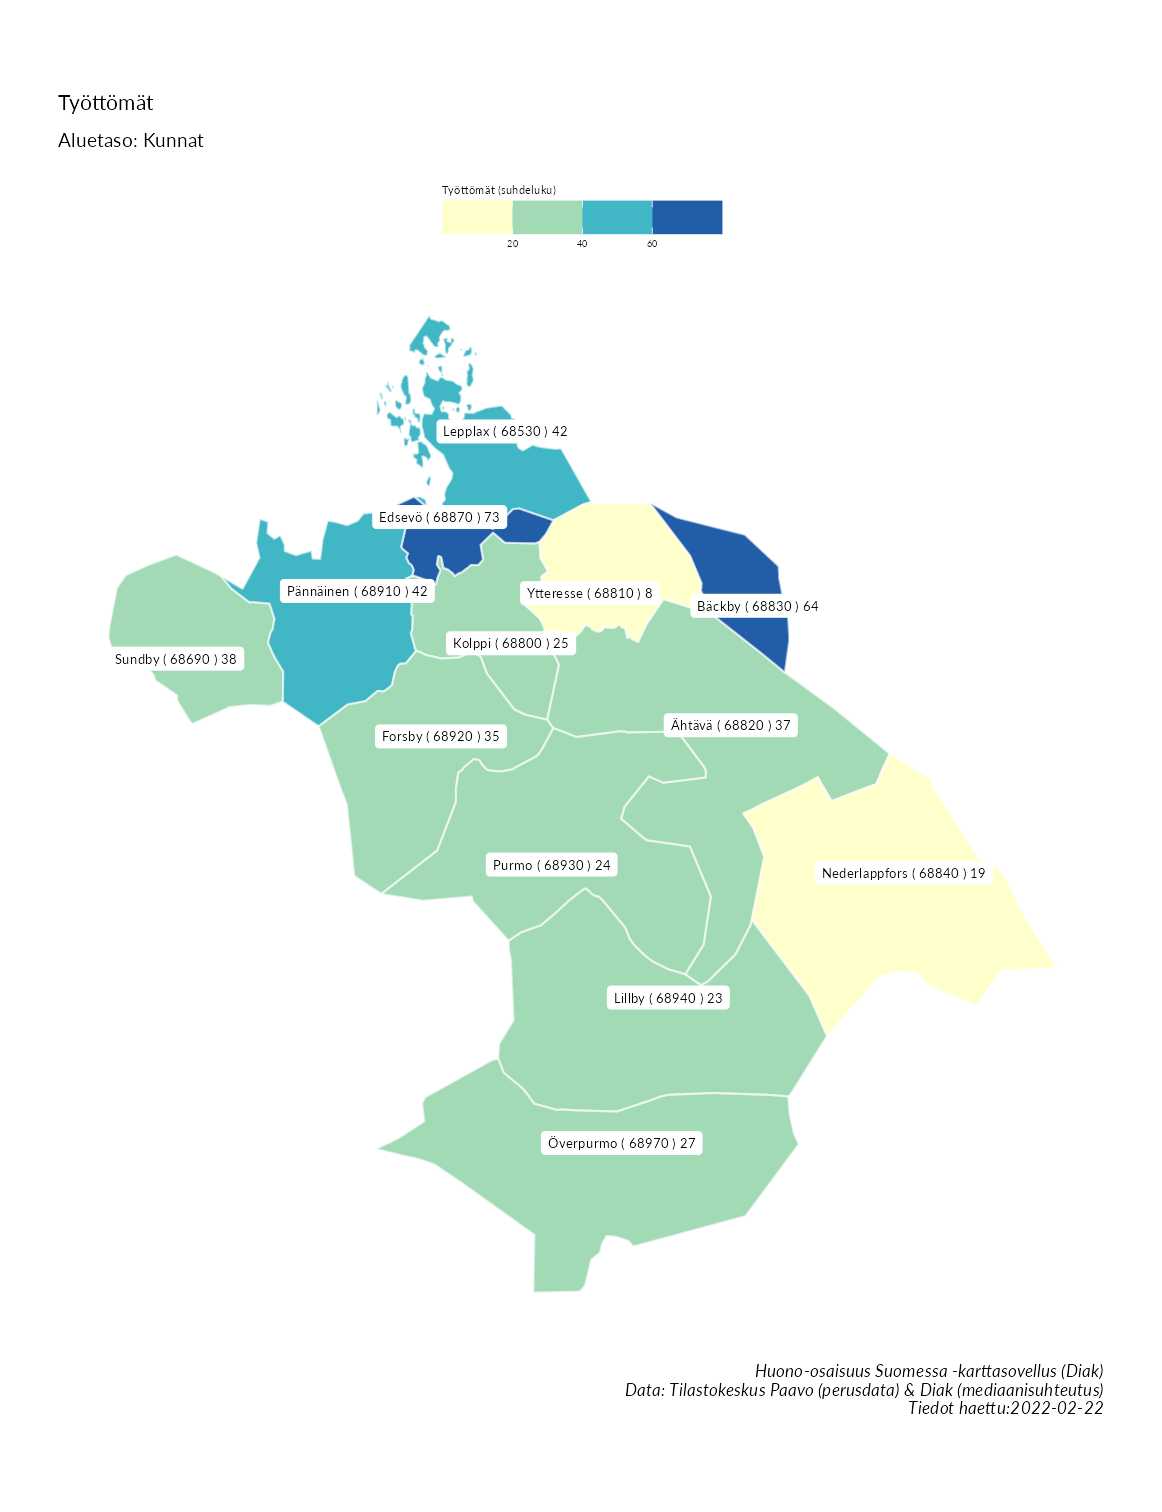 Työttömät
Aluetaso: Kunnat
Työttömät (suhdeluku)
20 40 60
Lepplax ( 68530 ) 42
Edsevö ( 68870 ) 73
Pännäinen ( 68910 ) 42
Ytteresse ( 68810 ) 8
Bäckby ( 68830 ) 64
Kolppi ( 68800 ) 25
Sundby ( 68690 ) 38
Ähtävä ( 68820 ) 37
Forsby ( 68920 ) 35
Purmo ( 68930 ) 24
Nederlappfors ( 68840 ) 19
Lillby ( 68940 ) 23
Överpurmo ( 68970 ) 27
Huono-osaisuus Suomessa -karttasovellus (Diak)
Data: Tilastokeskus Paavo (perusdata) & Diak (mediaanisuhteutus)
Tiedot haettu:2022-02-22